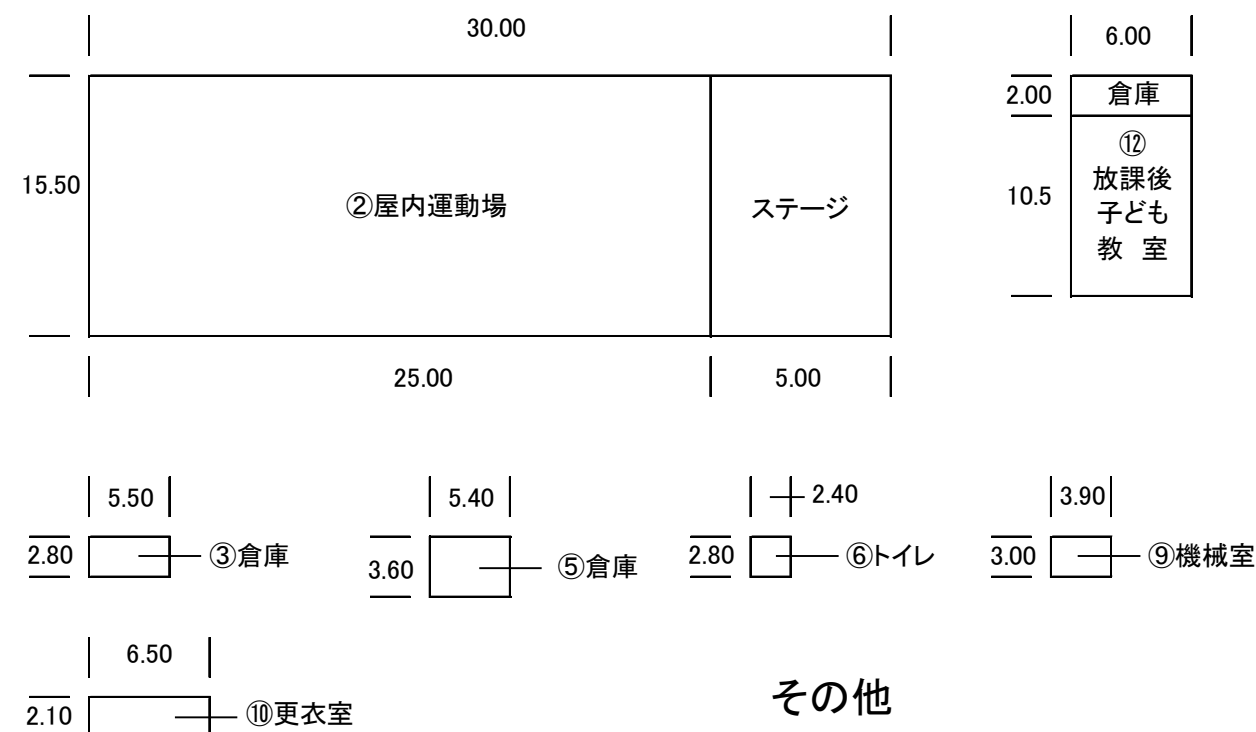 30.00
6.00
2.00
倉庫
15.50
②屋内運動場
ステージ
10.5
⑫
放課後
子ども
教 室
25.00
5.00
5.50
5.40
2.40
3.90
2.80
③倉庫
3.60
⑤倉庫
2.80
⑥トイレ
3.00
⑨機械室
6.50
その他
2.10
⑩更衣室